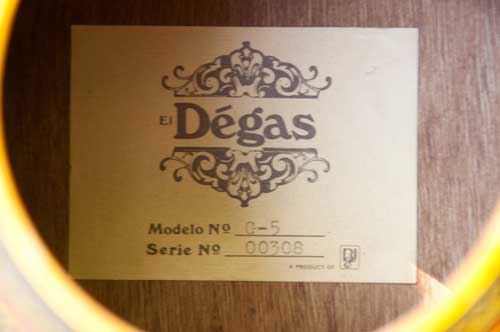 El Dégas
Modelo Nº C-5
Serie Nº 00308
A PRODUCT OF